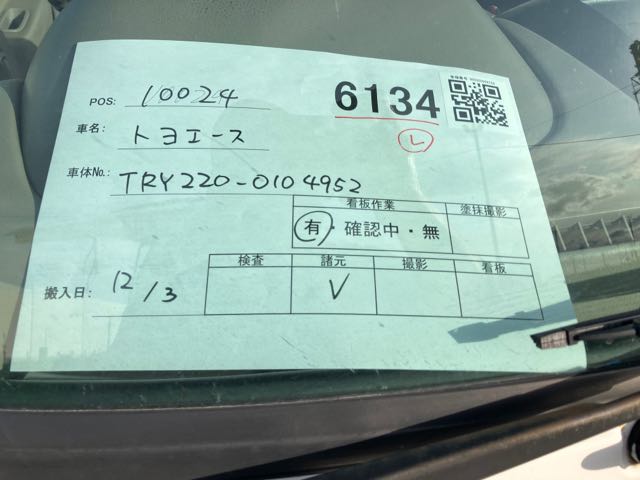 POS: 10024
6134
L
車名: トヨエース
車体No.: TRY220-0104952
看板作業 塗抹撮影
有・確認中・無
検査 諸元 撮影 看板
搬入日: 12/3 V